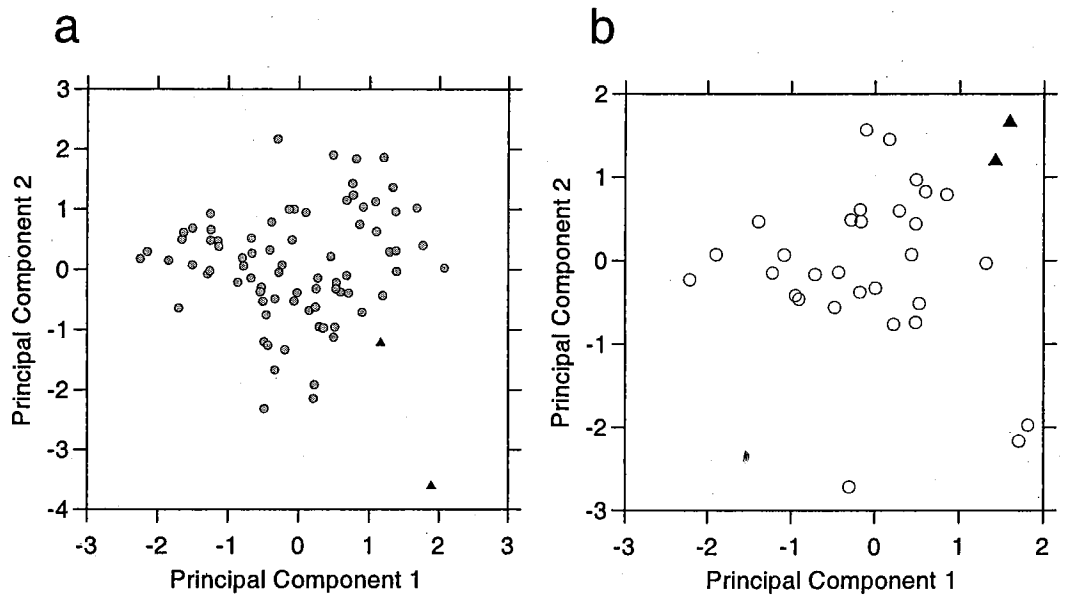 a
3
2
1
0
-1
-2
-3
-4
-3 -2 -1 0 1 2 3
Principal Component 2
Principal Component 1
b
2
1
0
-1
-2
-3
-3 -2 -1 0 1 2
Principal Component 2
Principal Component 1